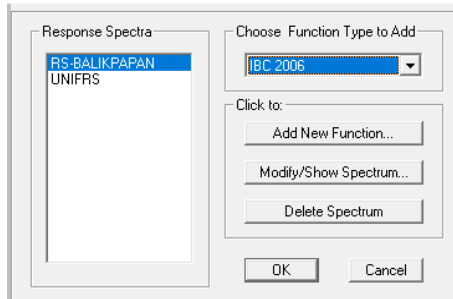 Response Spectra
RS-BALIKPAPAN
UNIFRS
Choose Function Type to Add
IBC 2006
Click to:
Add New Function...
Modify/Show Spectrum...
Delete Spectrum
OK
Cancel